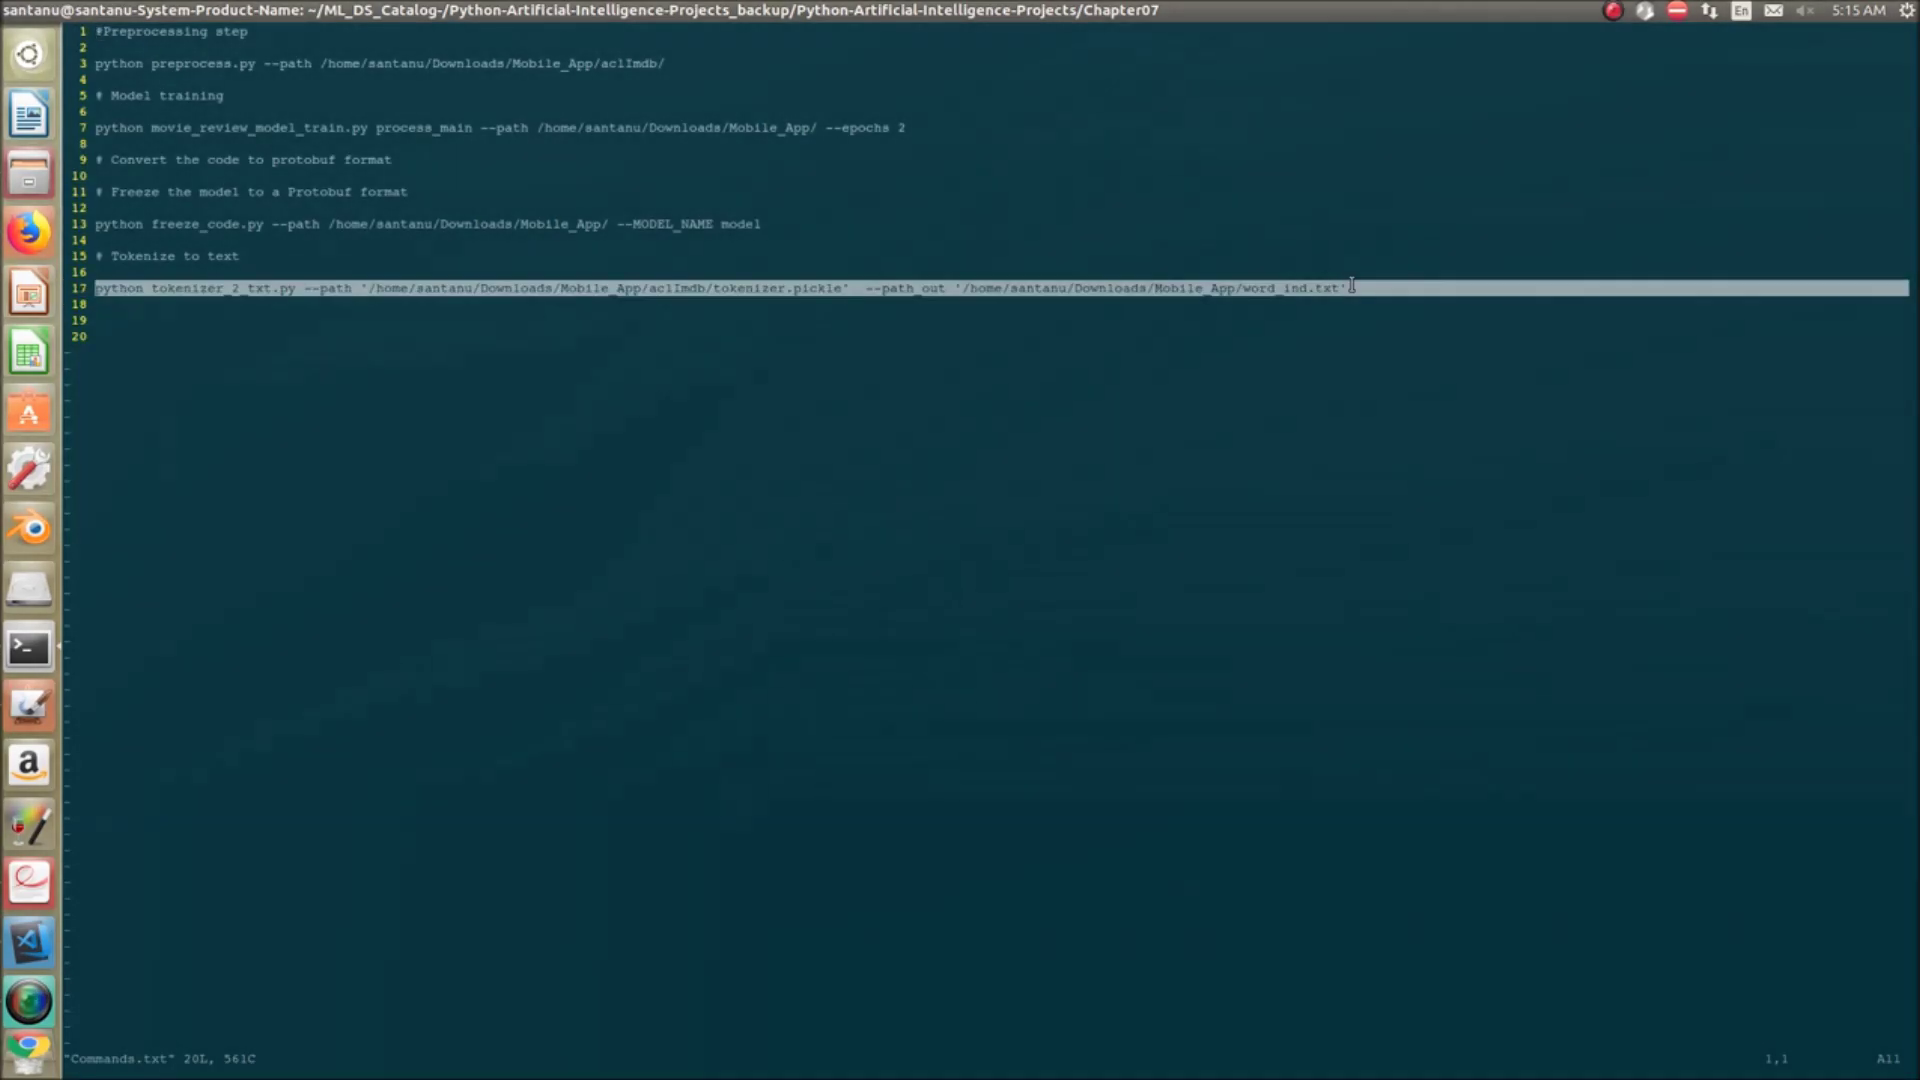 santanu@santanu-System-Product-Name: ~/ML_DS_Catalog-/Python-Artificial-Intelligence-Projects_backup/Python-Artificial-Intelligence-Projects/Chapter07
En 5:15 AM
1 #Preprocessing step
2
3 python preprocess.py --path /home/santanu/Downloads/Mobile_App/aclImdb/
4
5 # Model training
6
7 python movie_review_model_train.py process_main --path /home/santanu/Downloads/Mobile_App/ --epochs 2
8
9 # Convert the code to protobuf format
10
11 # Freeze the model to a Protobuf format
12
13 python freeze_code.py --path /home/santanu/Downloads/Mobile_App/ --MODEL_NAME model
14
15 # Tokenize to text
16
17 python tokenizer_2_txt.py --path '/home/santanu/Downloads/Mobile_App/aclImdb/tokenizer.pickle'  --path_out '/home/santanu/Downloads/Mobile_App/word_ind.txt'
18
19
20
"Commands.txt" 20L, 561C 1,1 All